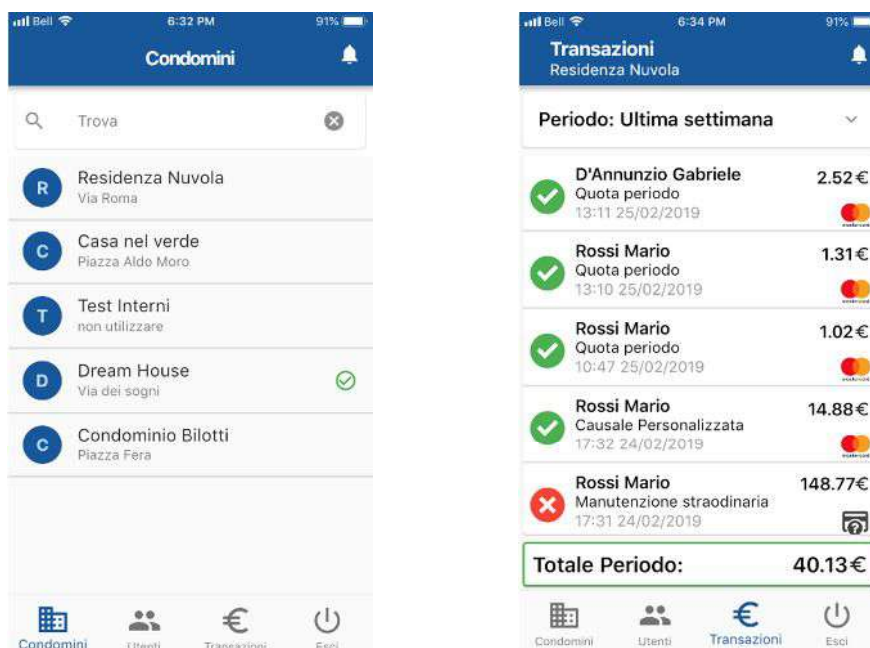 Bell 6:32 PM 91%
Condomini
Trova
R
Residenza Nuvola
Via Roma
C
Casa nel verde
Piazza Aldo Moro
T
Test Interni
non utilizzare
D
Dream House
Via dei sogni
C
Condominio Bilotti
Piazza Fera
Condomini Utenti Transazioni Esci
Bell 6:34 PM 91%
Transazioni
Residenza Nuvola
Periodo: Ultima settimana
D'Annunzio Gabriele 2.52€
Quota periodo
13:11 25/02/2019
Rossi Mario 1.31€
Quota periodo
13:10 25/02/2019
Rossi Mario 1.02€
Quota periodo
10:47 25/02/2019
Rossi Mario 14.88€
Causale Personalizzata
17:32 24/02/2019
Rossi Mario 148.77€
Manutenzione straodinaria
17:31 24/02/2019
?
Totale Periodo: 40.13€
Condomini Utenti € Transazioni Esci